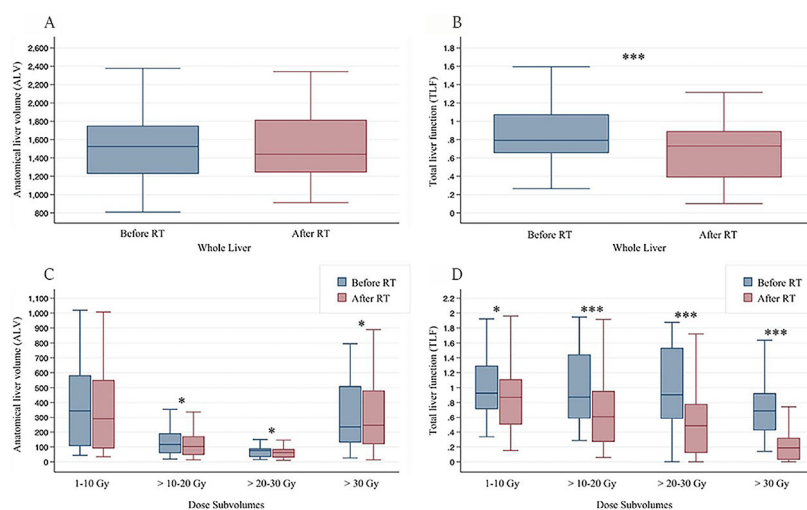 A
Anatomical liver volume (ALV)
2,600
2,400
2,200
2,000
1,800
1,600
1,400
1,200
1,000
800
Before RT
After RT
Whole Liver
B
Total liver function (TLF)
1.8
1.6
1.4
1.2
1
.8
.6
.4
.2
0
***
Before RT
After RT
Whole Liver
C
Before RT
After RT
Anatomical liver volume (ALV)
1,100
1,000
900
800
700
600
500
400
300
200
100
0
*
*
*
1-10 Gy
> 10-20 Gy
> 20-30 Gy
> 30 Gy
Dose Subvolumes
D
Before RT
After RT
Total liver function (TLF)
2.2
2
1.8
1.6
1.4
1.2
1
.8
.6
.4
.2
0
*
***
***
***
1-10 Gy
> 10-20 Gy
> 20-30 Gy
> 30 Gy
Dose Subvolumes